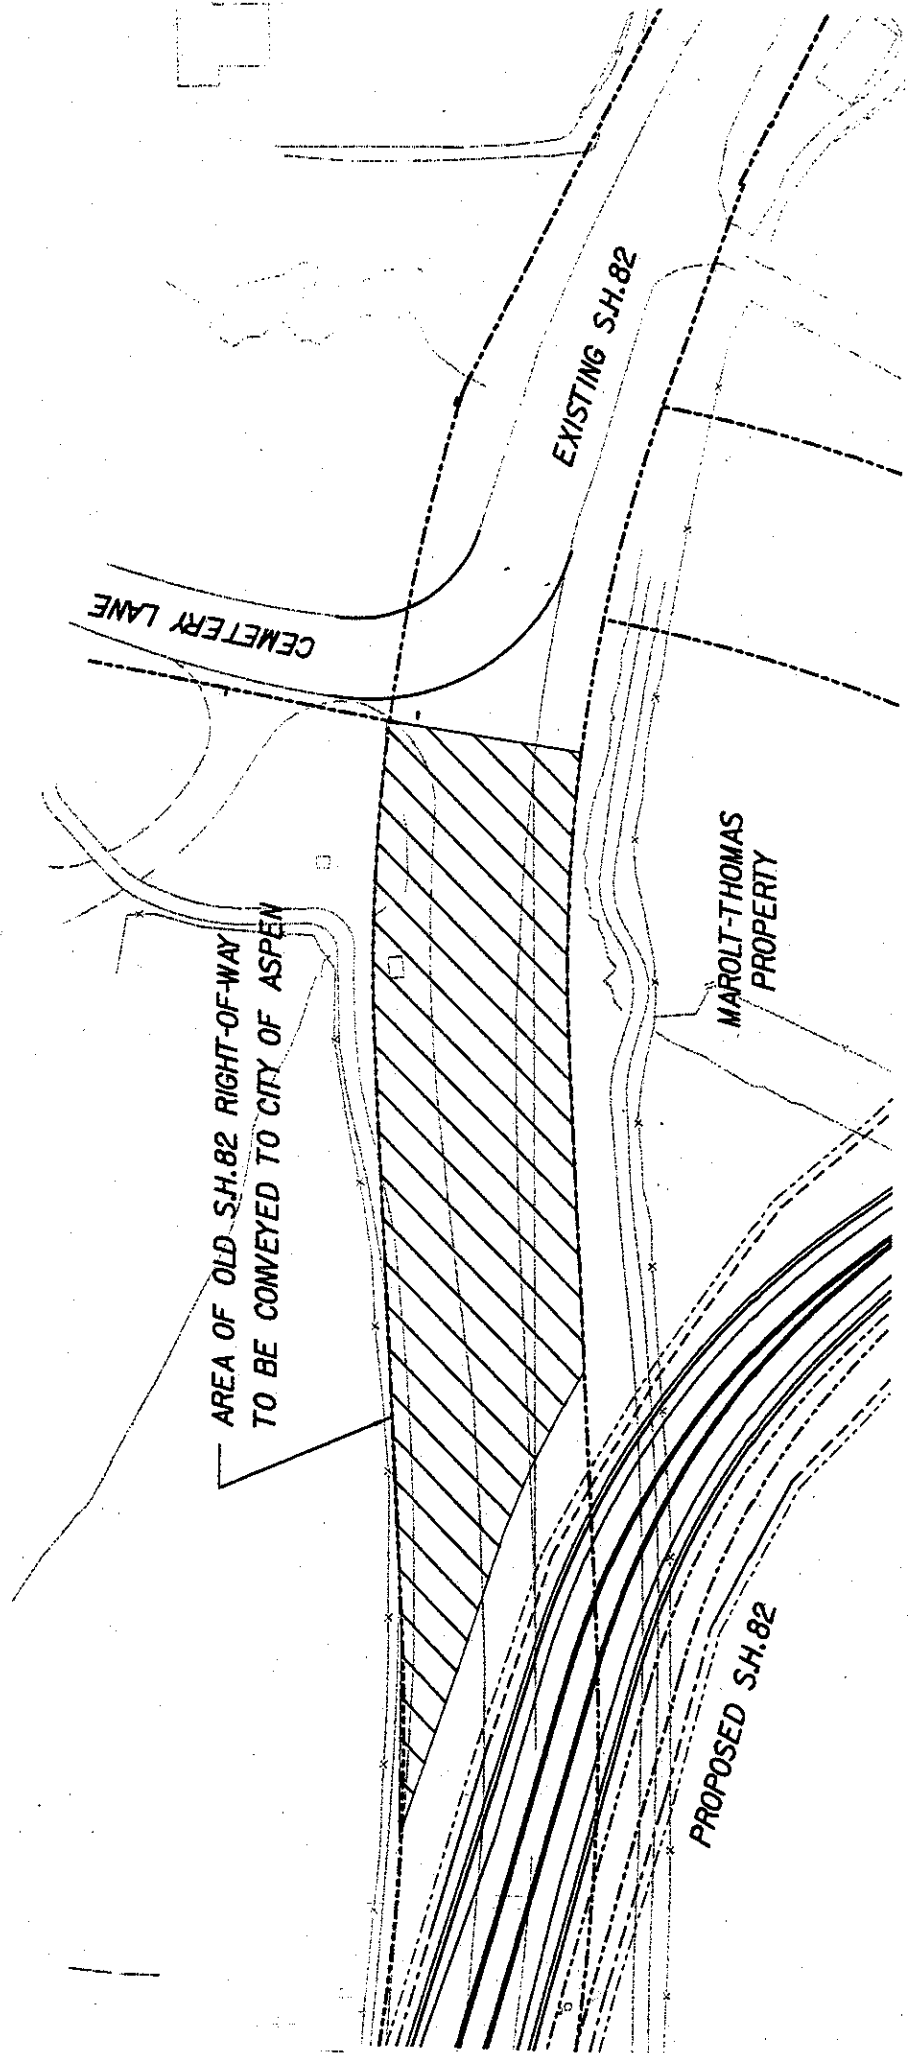 CEMETERY LANE
EXISTING S.H.82
AREA OF OLD S.H.82 RIGHT-OF-WAY
TO BE CONVEYED TO CITY OF ASPEN
MAROLT-THOMAS
PROPERTY
PROPOSED S.H.82